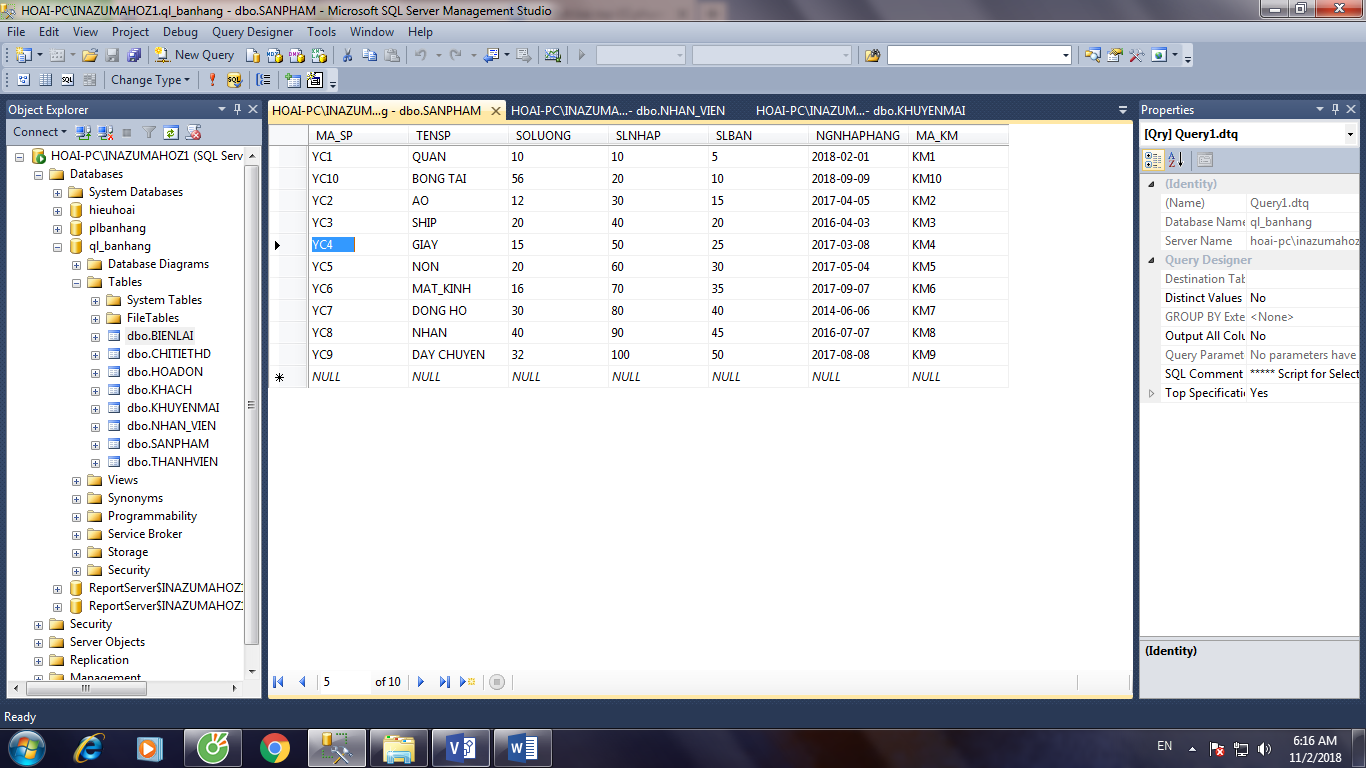 HOAI-PC\INAZUMAHOZ1.ql_banhang - dbo.SANPHAM - Microsoft SQL Server Management Studio
File Edit View Project Debug Query Designer Tools Window Help
New Query
Change Type
Object Explorer
Connect
HOAI-PC\INAZUMAHOZ1 (SQL Serv
Databases
System Databases
hieuhoai
plbanhang
ql_banhang
Database Diagrams
Tables
System Tables
FileTables
dbo.BIENLAI
dbo.CHITIETHD
dbo.HOADON
dbo.KHACH
dbo.KHUYENMAI
dbo.NHAN_VIEN
dbo.SANPHAM
dbo.THANHVIEN
Views
Synonyms
Programmability
Service Broker
Storage
Security
ReportServer$INAZUMAHOZ1
ReportServer$INAZUMAHOZ1
Security
Server Objects
Replication
Management
HOAI-PC\INAZUM...g - dbo.SANPHAM HOAI-PC\INAZUMA...- dbo.NHAN_VIEN HOAI-PC\INAZUM...- dbo.KHUYENMAI
MA_SP TENSP SOLUONG SLNHAP SLBAN NGNHAPHANG MA_KM
YC1 QUAN 10 10 5 2018-02-01 KM1
YC10 BONG TAI 56 20 10 2018-09-09 KM10
YC2 AO 12 30 15 2017-04-05 KM2
YC3 SHIP 20 40 20 2016-04-03 KM3
YC4 GIAY 15 50 25 2017-03-08 KM4
YC5 NON 20 60 30 2017-05-04 KM5
YC6 MAT_KINH 16 70 35 2017-09-07 KM6
YC7 DONG HO 30 80 40 2014-06-06 KM7
YC8 NHAN 40 90 45 2016-07-07 KM8
YC9 DAY CHUYEN 32 100 50 2017-08-08 KM9
NULL NULL NULL NULL NULL NULL NULL
5 of 10
Properties
[Qry] Query1.dtq
(Identity)
(Name) Query1.dtq
Database Name ql_banhang
Server Name hoai-pc\inazumahoz
Query Designer
Destination Tab
Distinct Values No
GROUP BY Exte <None>
Output All Colu No
Query Paramet No parameters have
SQL Comment ***** Script for Select
Top Specificatio Yes
(Identity)
Ready
EN
6:16 AM
11/2/2018